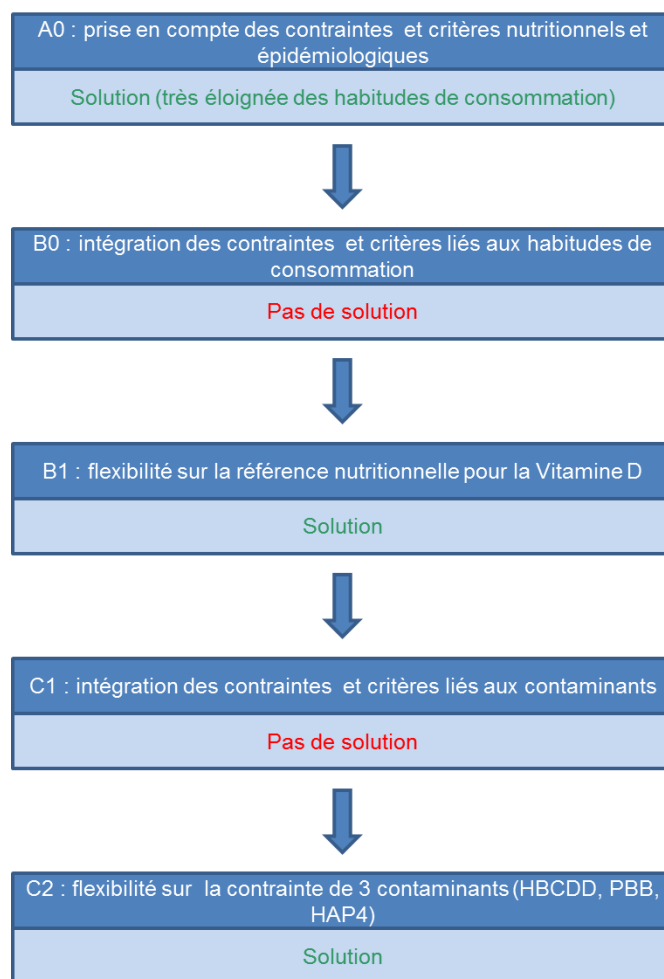 A0 : prise en compte des contraintes et critères nutritionnels et
épidémiologiques
Solution (très éloignée des habitudes de consommation)
B0 : intégration des contraintes et critères liés aux habitudes de
consommation
Pas de solution
B1 : flexibilité sur la référence nutritionnelle pour la Vitamine D
Solution
C1 : intégration des contraintes et critères liés aux contaminants
Pas de solution
C2 : flexibilité sur la contrainte de 3 contaminants (HBCDD, PBB,
HAP4)
Solution